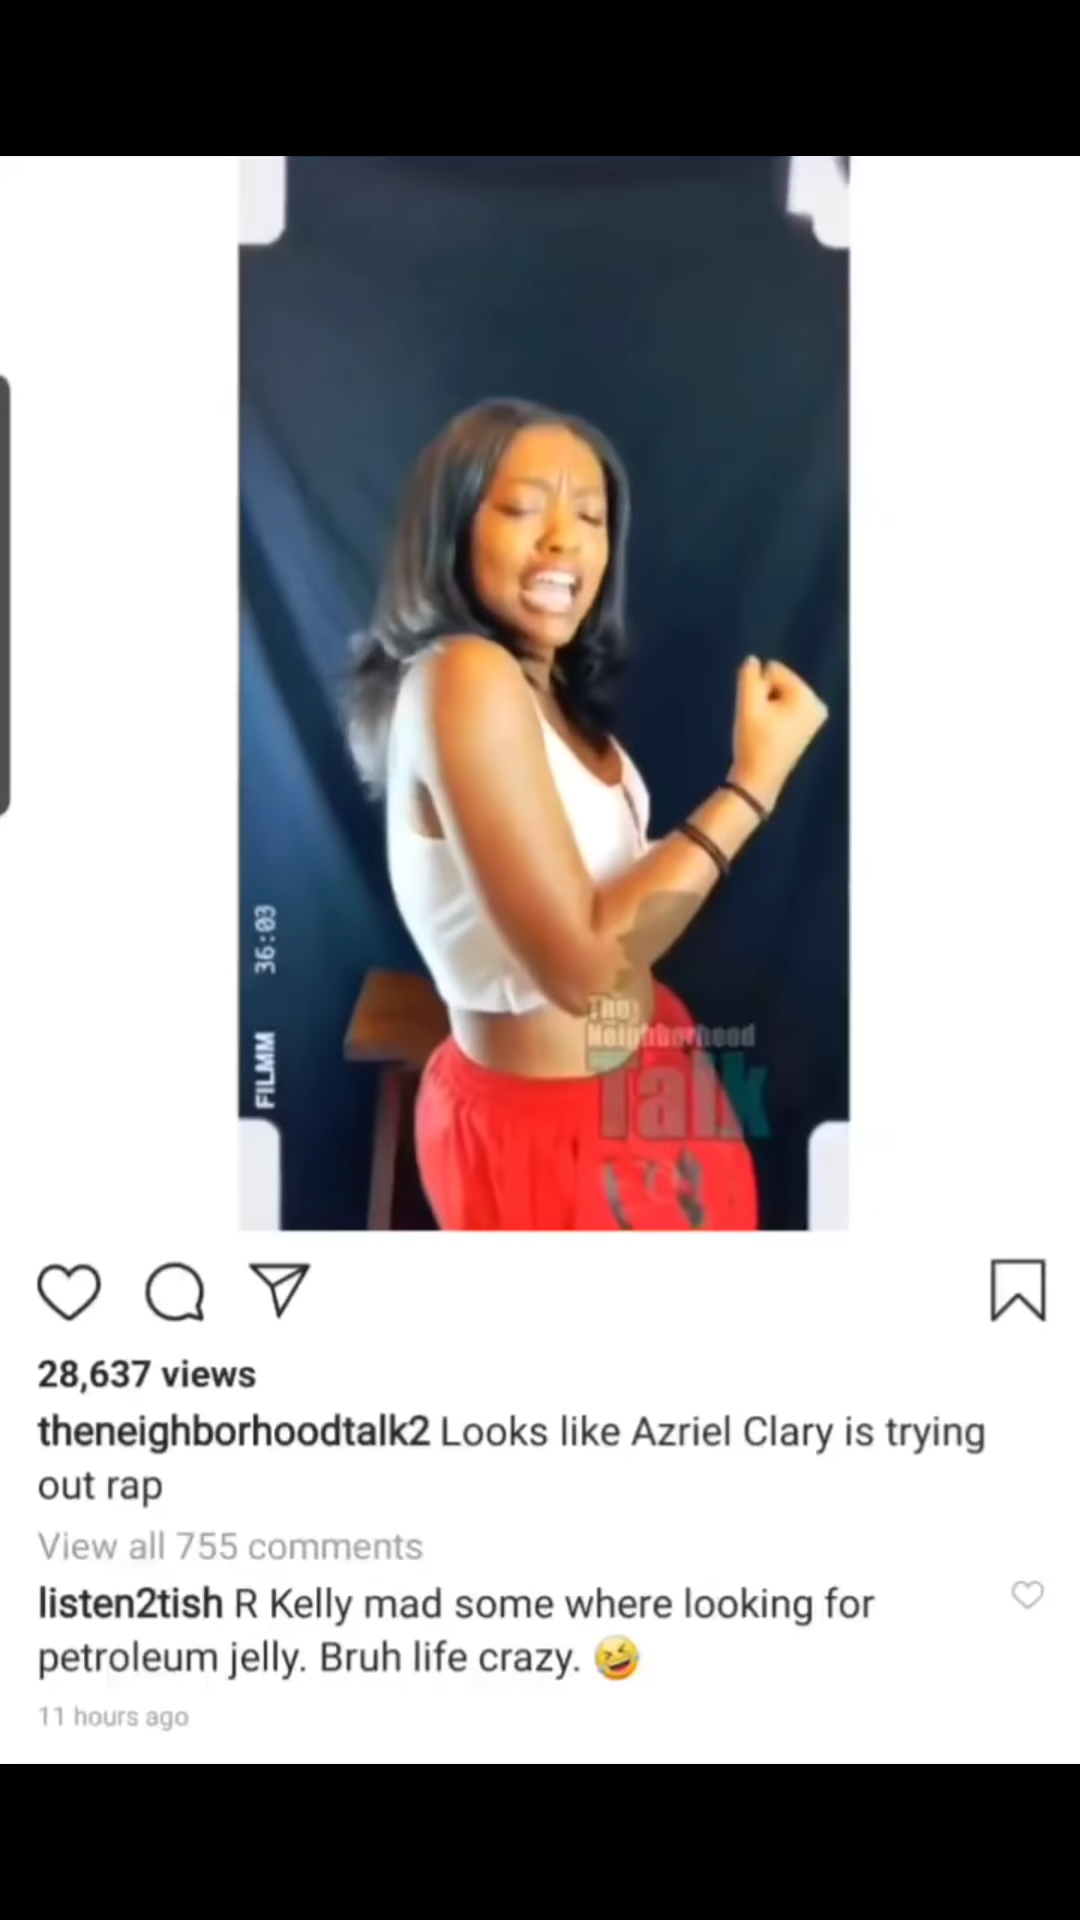 36:03
FILMM
The
Neighborhood
Talk
28,637 views
theneighborhoodtalk2 Looks like Azriel Clary is trying
out rap
View all 755 comments
listen2tish R Kelly mad some where looking for
petroleum jelly. Bruh life crazy. 🤣
11 hours ago